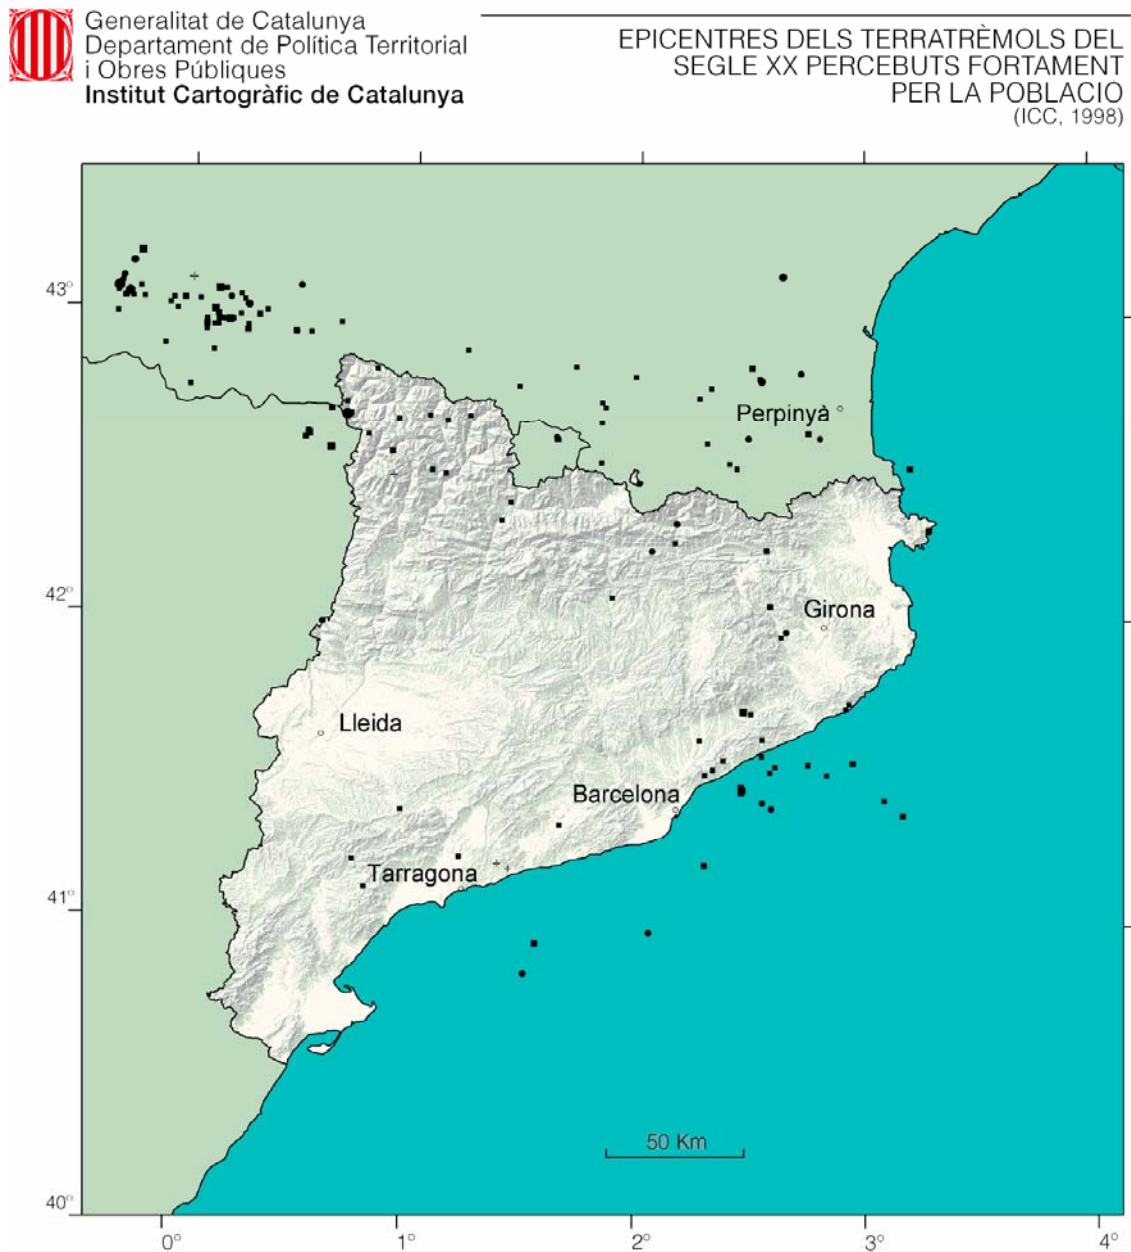 Generalitat de Catalunya
Departament de Política Territorial
i Obres Públiques
Institut Cartogràfic de Catalunya
EPICENTRES DELS TERRATRÈMOLS DEL
SEGLE XX PERCEBUTS FORTAMENT
PER LA POBLACIÓ
(ICC, 1998)
43°
Perpinyà
42°
Girona
Lleida
Barcelona
Tarragona
41°
50 Km
40°
0° 1° 2° 3° 4°